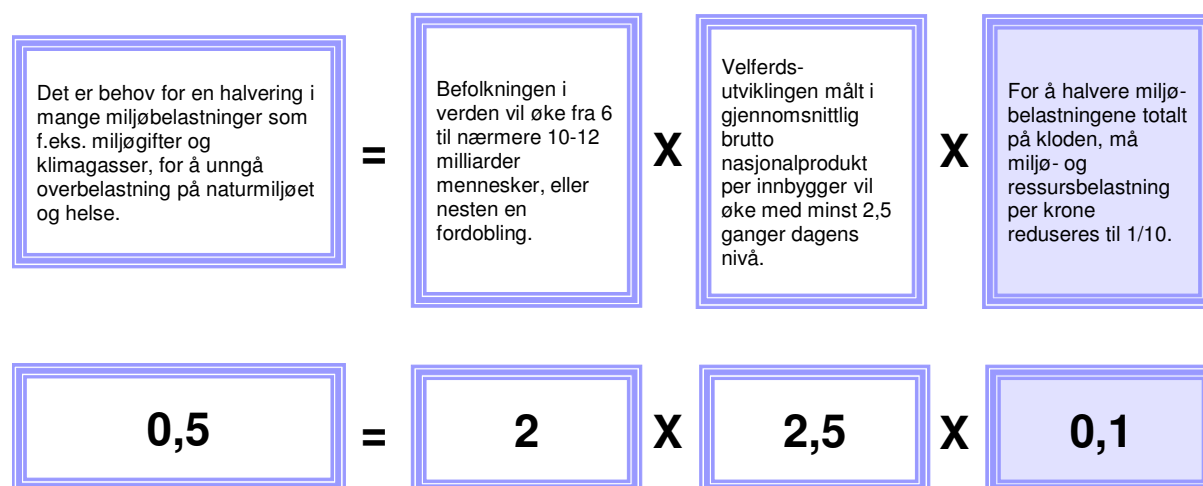 Det er behov for en halvering i
mange miljøbelastninger som
f.eks. miljøgifter og
klimagasser, for å unngå
overbelastning på naturmiljøet
og helse.
=
Befolkningen i
verden vil øke fra 6
til nærmere 10-12
milliarder
mennesker, eller
nesten en
fordobling.
X
Velferds-
utviklingen målt i
gjennomsnittlig
brutto
nasjonalprodukt
per innbygger vil
øke med minst 2,5
ganger dagens
nivå.
X
For å halvere miljø-
belastningene totalt
på kloden, må
miljø- og
ressursbelastning
per krone
reduseres til 1/10.
0,5
=
2
X
2,5
X
0,1